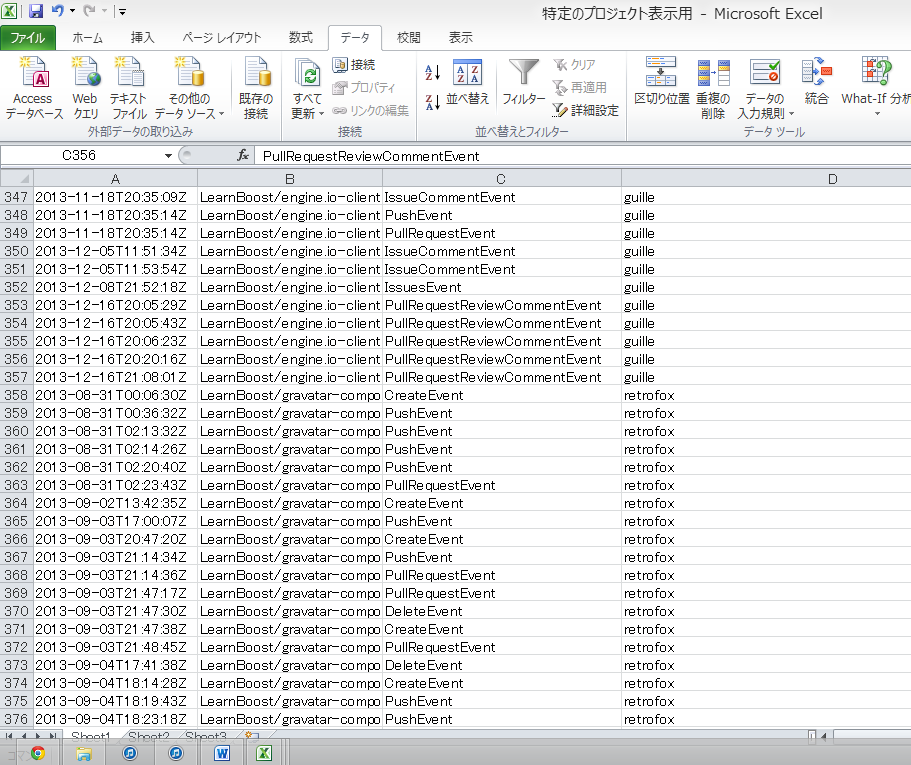 特定のプロジェクト表示用 - Microsoft Excel
ファイル ホーム 挿入 ページ レイアウト 数式 データ 校閲 表示
Access データベース
Web クエリ
テキスト ファイル
その他の データ ソース
既存の 接続
外部データの取り込み
すべて 更新
接続
プロパティ
リンクの編集
接続
並べ替え
フィルター
クリア
再適用
詳細設定
並べ替えとフィルター
区切り位置
重複の 削除
データの 入力規則
統合
What-If 分析
データ ツール
C356 fx PullRequestReviewCommentEvent
A B C D
347 2013-11-18T20:35:09Z LearnBoost/engine.io-client IssueCommentEvent guille
348 2013-11-18T20:35:14Z LearnBoost/engine.io-client PushEvent guille
349 2013-11-18T20:35:14Z LearnBoost/engine.io-client PullRequestEvent guille
350 2013-12-05T11:51:34Z LearnBoost/engine.io-client IssueCommentEvent guille
351 2013-12-05T11:53:54Z LearnBoost/engine.io-client IssueCommentEvent guille
352 2013-12-08T21:52:18Z LearnBoost/engine.io-client IssuesEvent guille
353 2013-12-16T20:05:29Z LearnBoost/engine.io-client PullRequestReviewCommentEvent guille
354 2013-12-16T20:05:43Z LearnBoost/engine.io-client PullRequestReviewCommentEvent guille
355 2013-12-16T20:06:23Z LearnBoost/engine.io-client PullRequestReviewCommentEvent guille
356 2013-12-16T20:20:16Z LearnBoost/engine.io-client PullRequestReviewCommentEvent guille
357 2013-12-16T21:08:01Z LearnBoost/engine.io-client PullRequestReviewCommentEvent guille
358 2013-08-31T00:06:30Z LearnBoost/gravatar-compo CreateEvent retrofox
359 2013-08-31T00:36:32Z LearnBoost/gravatar-compo PushEvent retrofox
360 2013-08-31T02:13:32Z LearnBoost/gravatar-compo PushEvent retrofox
361 2013-08-31T02:14:26Z LearnBoost/gravatar-compo PushEvent retrofox
362 2013-08-31T02:20:40Z LearnBoost/gravatar-compo PushEvent retrofox
363 2013-08-31T02:23:43Z LearnBoost/gravatar-compo PullRequestEvent retrofox
364 2013-09-02T13:42:35Z LearnBoost/gravatar-compo CreateEvent retrofox
365 2013-09-03T17:00:07Z LearnBoost/gravatar-compo PushEvent retrofox
366 2013-09-03T20:47:20Z LearnBoost/gravatar-compo CreateEvent retrofox
367 2013-09-03T21:14:34Z LearnBoost/gravatar-compo PushEvent retrofox
368 2013-09-03T21:14:36Z LearnBoost/gravatar-compo PullRequestEvent retrofox
369 2013-09-03T21:47:17Z LearnBoost/gravatar-compo PullRequestEvent retrofox
370 2013-09-03T21:47:30Z LearnBoost/gravatar-compo DeleteEvent retrofox
371 2013-09-03T21:47:38Z LearnBoost/gravatar-compo CreateEvent retrofox
372 2013-09-03T21:48:45Z LearnBoost/gravatar-compo PullRequestEvent retrofox
373 2013-09-04T17:41:38Z LearnBoost/gravatar-compo DeleteEvent retrofox
374 2013-09-04T18:14:28Z LearnBoost/gravatar-compo CreateEvent retrofox
375 2013-09-04T18:19:43Z LearnBoost/gravatar-compo PushEvent retrofox
376 2013-09-04T18:23:18Z LearnBoost/gravatar-compo PushEvent retrofox
Sheet1 Sheet2 Sheet3